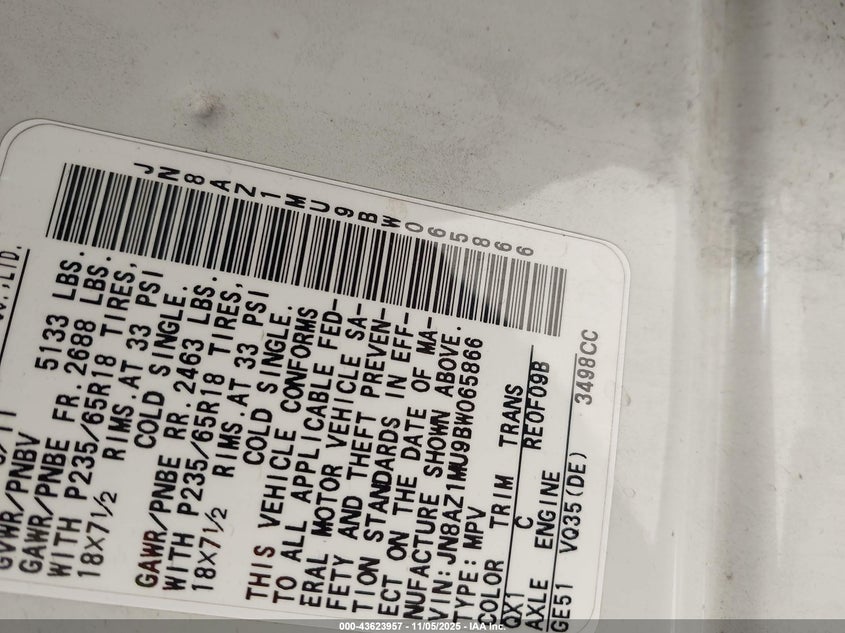 JN8AZ1MU9BW065866
GVWR/PNBV 5133 LBS.
GAWR/PNBE FR. 2688 LBS.
WITH P235/65R18 TIRES,
18X7½ RIMS.AT 33 PSI
COLD SINGLE.
GAWR/PNBE RR. 2463 LBS.
WITH P235/65R18 TIRES,
18X7½ RIMS.AT 33 PSI
COLD SINGLE.
THIS VEHICLE CONFORMS
TO ALL APPLICABLE FED-
ERAL MOTOR VEHICLE SA-
FETY AND THEFT PREVEN-
TION STANDARDS IN EFF-
ECT ON THE DATE OF MA-
NUFACTURE SHOWN ABOVE.
VIN:JN8AZ1MU9BW065866
TYPE: MPV
COLOR TRIM TRANS
QX1 C RE0F09B
AXLE ENGINE
GE51 VQ35(DE) 3498CC
000-43623957 - 11/05/2025 - IAA Inc.